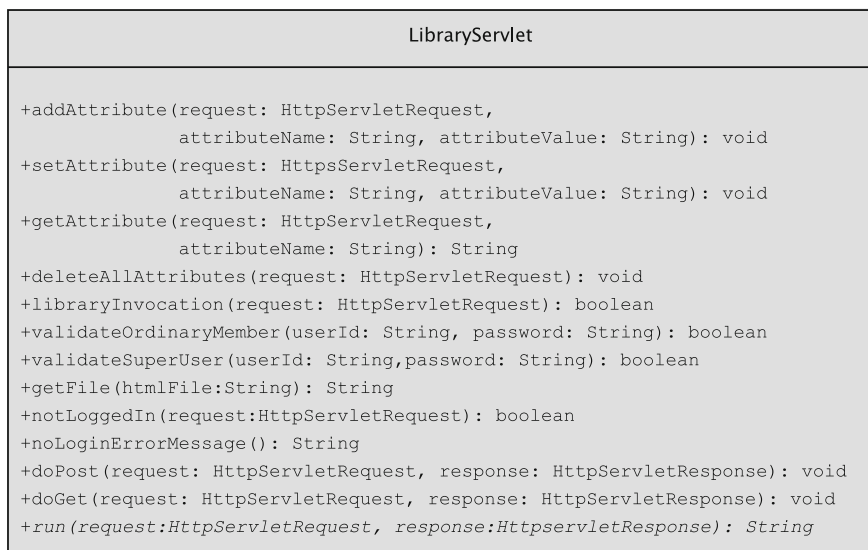 LibraryServlet
+addAttribute(request: HttpServletRequest,
attributeName: String, attributeValue: String): void
+setAttribute(request: HttpsServletRequest,
attributeName: String, attributeValue: String): void
+getAttribute(request: HttpServletRequest,
attributeName: String): String
+deleteAllAttributes(request: HttpServletRequest): void
+libraryInvocation(request: HttpServletRequest): boolean
+validateOrdinaryMember(userId: String, password: String): boolean
+validateSuperUser(userId: String,password: String): boolean
+getFile(htmlFile:String): String
+notLoggedIn(request:HttpServletRequest): boolean
+noLoginErrorMessage(): String
+doPost(request: HttpServletRequest, response: HttpServletResponse): void
+doGet(request: HttpServletRequest, response: HttpServletResponse): void
+run(request:HttpServletRequest, response:HttpservletResponse): String